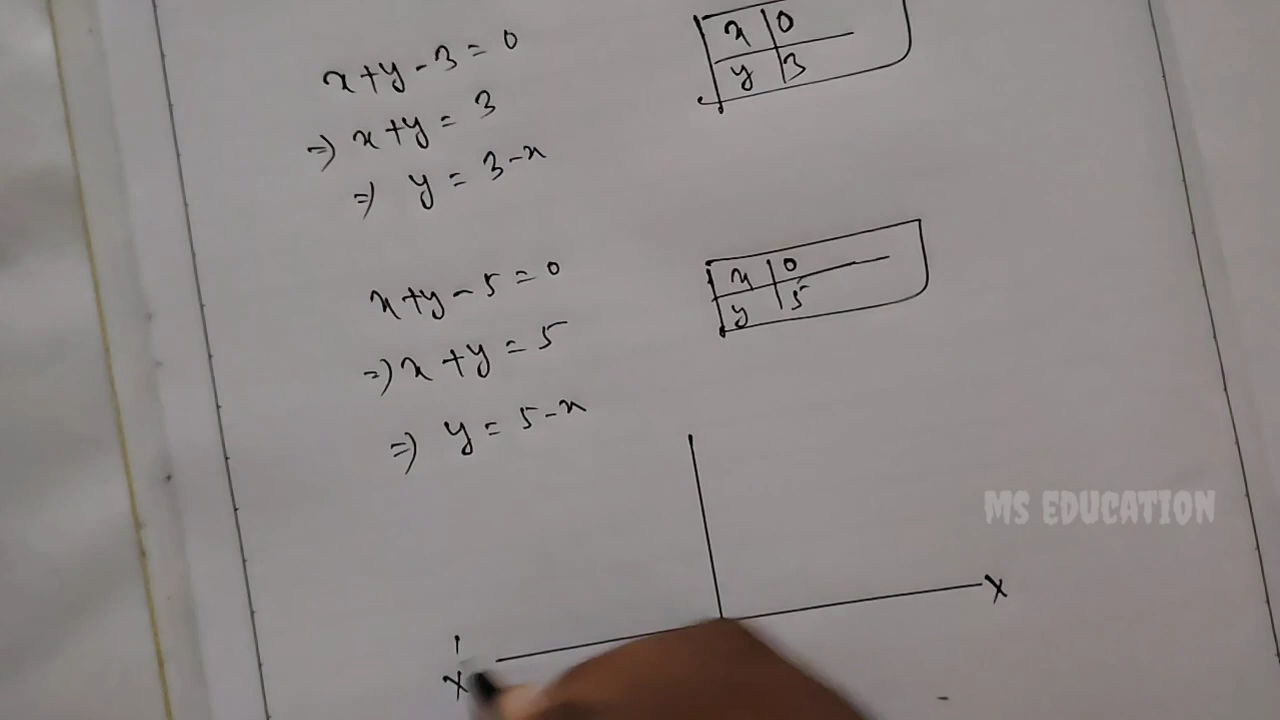 x+y-3=0
=) x+y = 3
=) y = 3-x
x | 0
y | 3
x+y-5=0
=) x+y = 5
=) y = 5-x
x | 0
y | 5
MS EDUCATION
X
X'